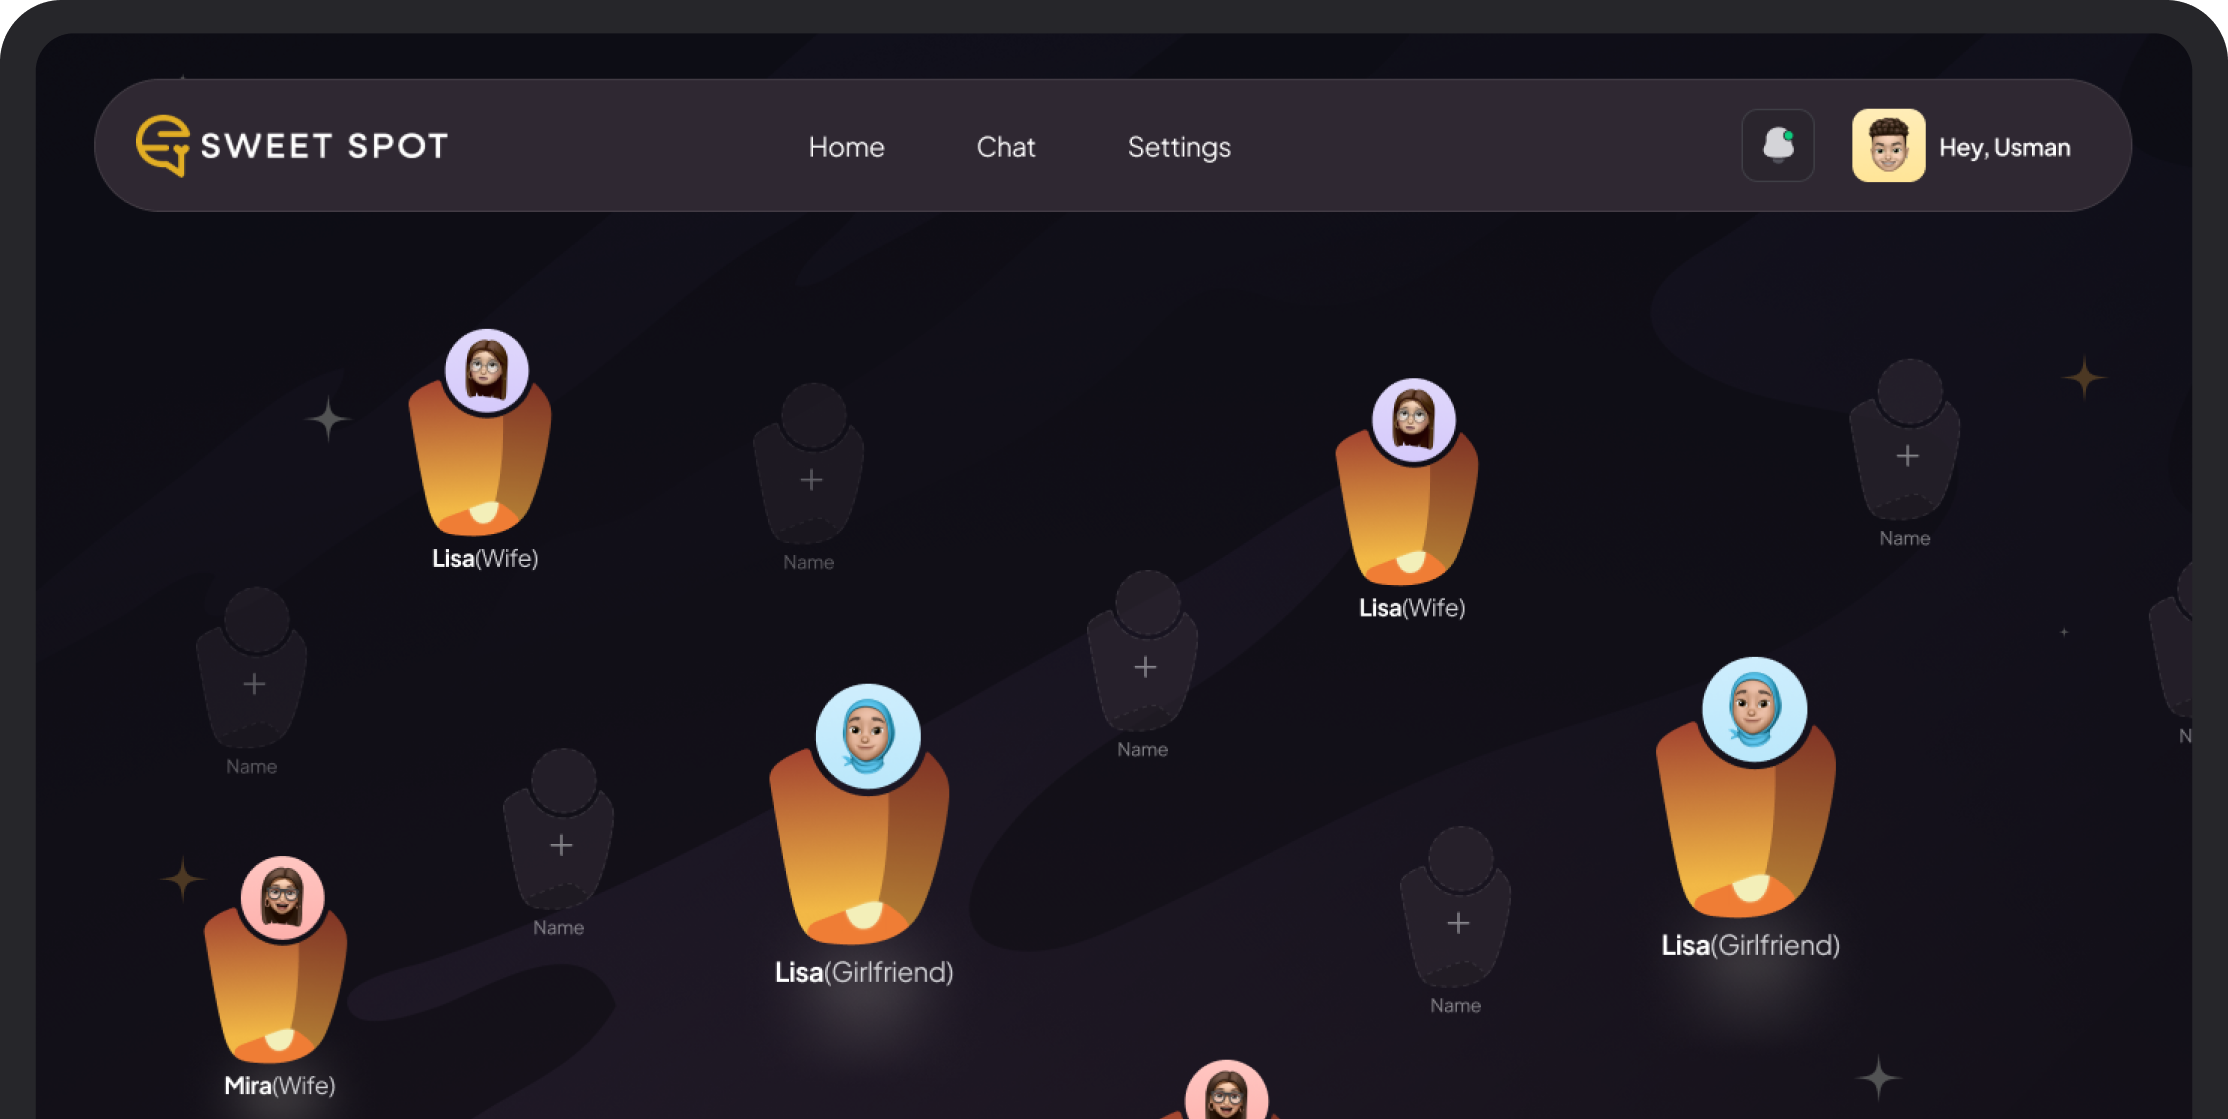 SWEET SPOT
Home
Chat
Settings
Hey, Usman
Lisa(Wife)
Name
Lisa(Wife)
Name
Name
Name
Name
Lisa(Girlfriend)
Name
Lisa(Girlfriend)
Name
Mira(Wife)